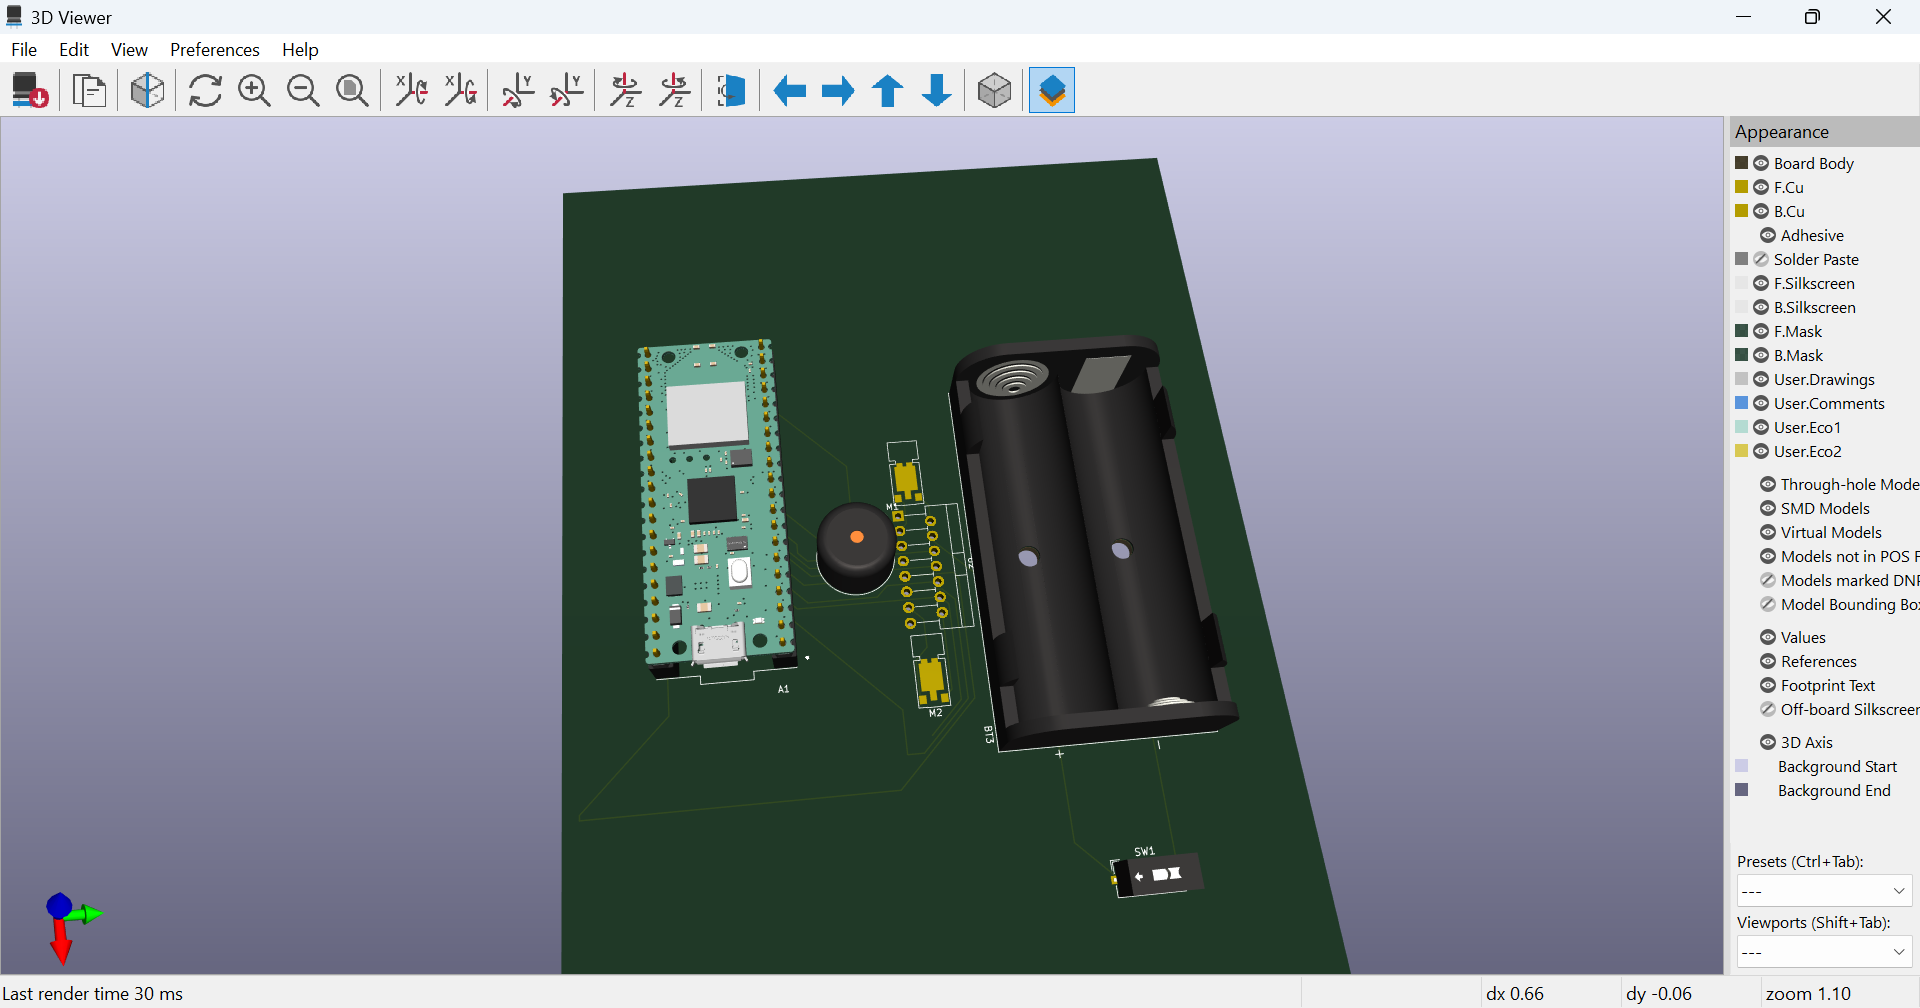 3D Viewer
File Edit View Preferences Help
X X Y Y Z Z
Appearance
Board Body
F.Cu
B.Cu
Adhesive
Solder Paste
F.Silkscreen
B.Silkscreen
F.Mask
B.Mask
User.Drawings
User.Comments
User.Eco1
User.Eco2
Through-hole Mode
SMD Models
Virtual Models
Models not in POS F
Models marked DNP
Model Bounding Box
Values
References
Footprint Text
Off-board Silkscreen
3D Axis
Background Start
Background End
Presets (Ctrl+Tab):
---
Viewports (Shift+Tab):
---
M1
A1
M2
BT3
+
SW1
Last render time 30 ms
dx 0.66
dy -0.06
zoom 1.10